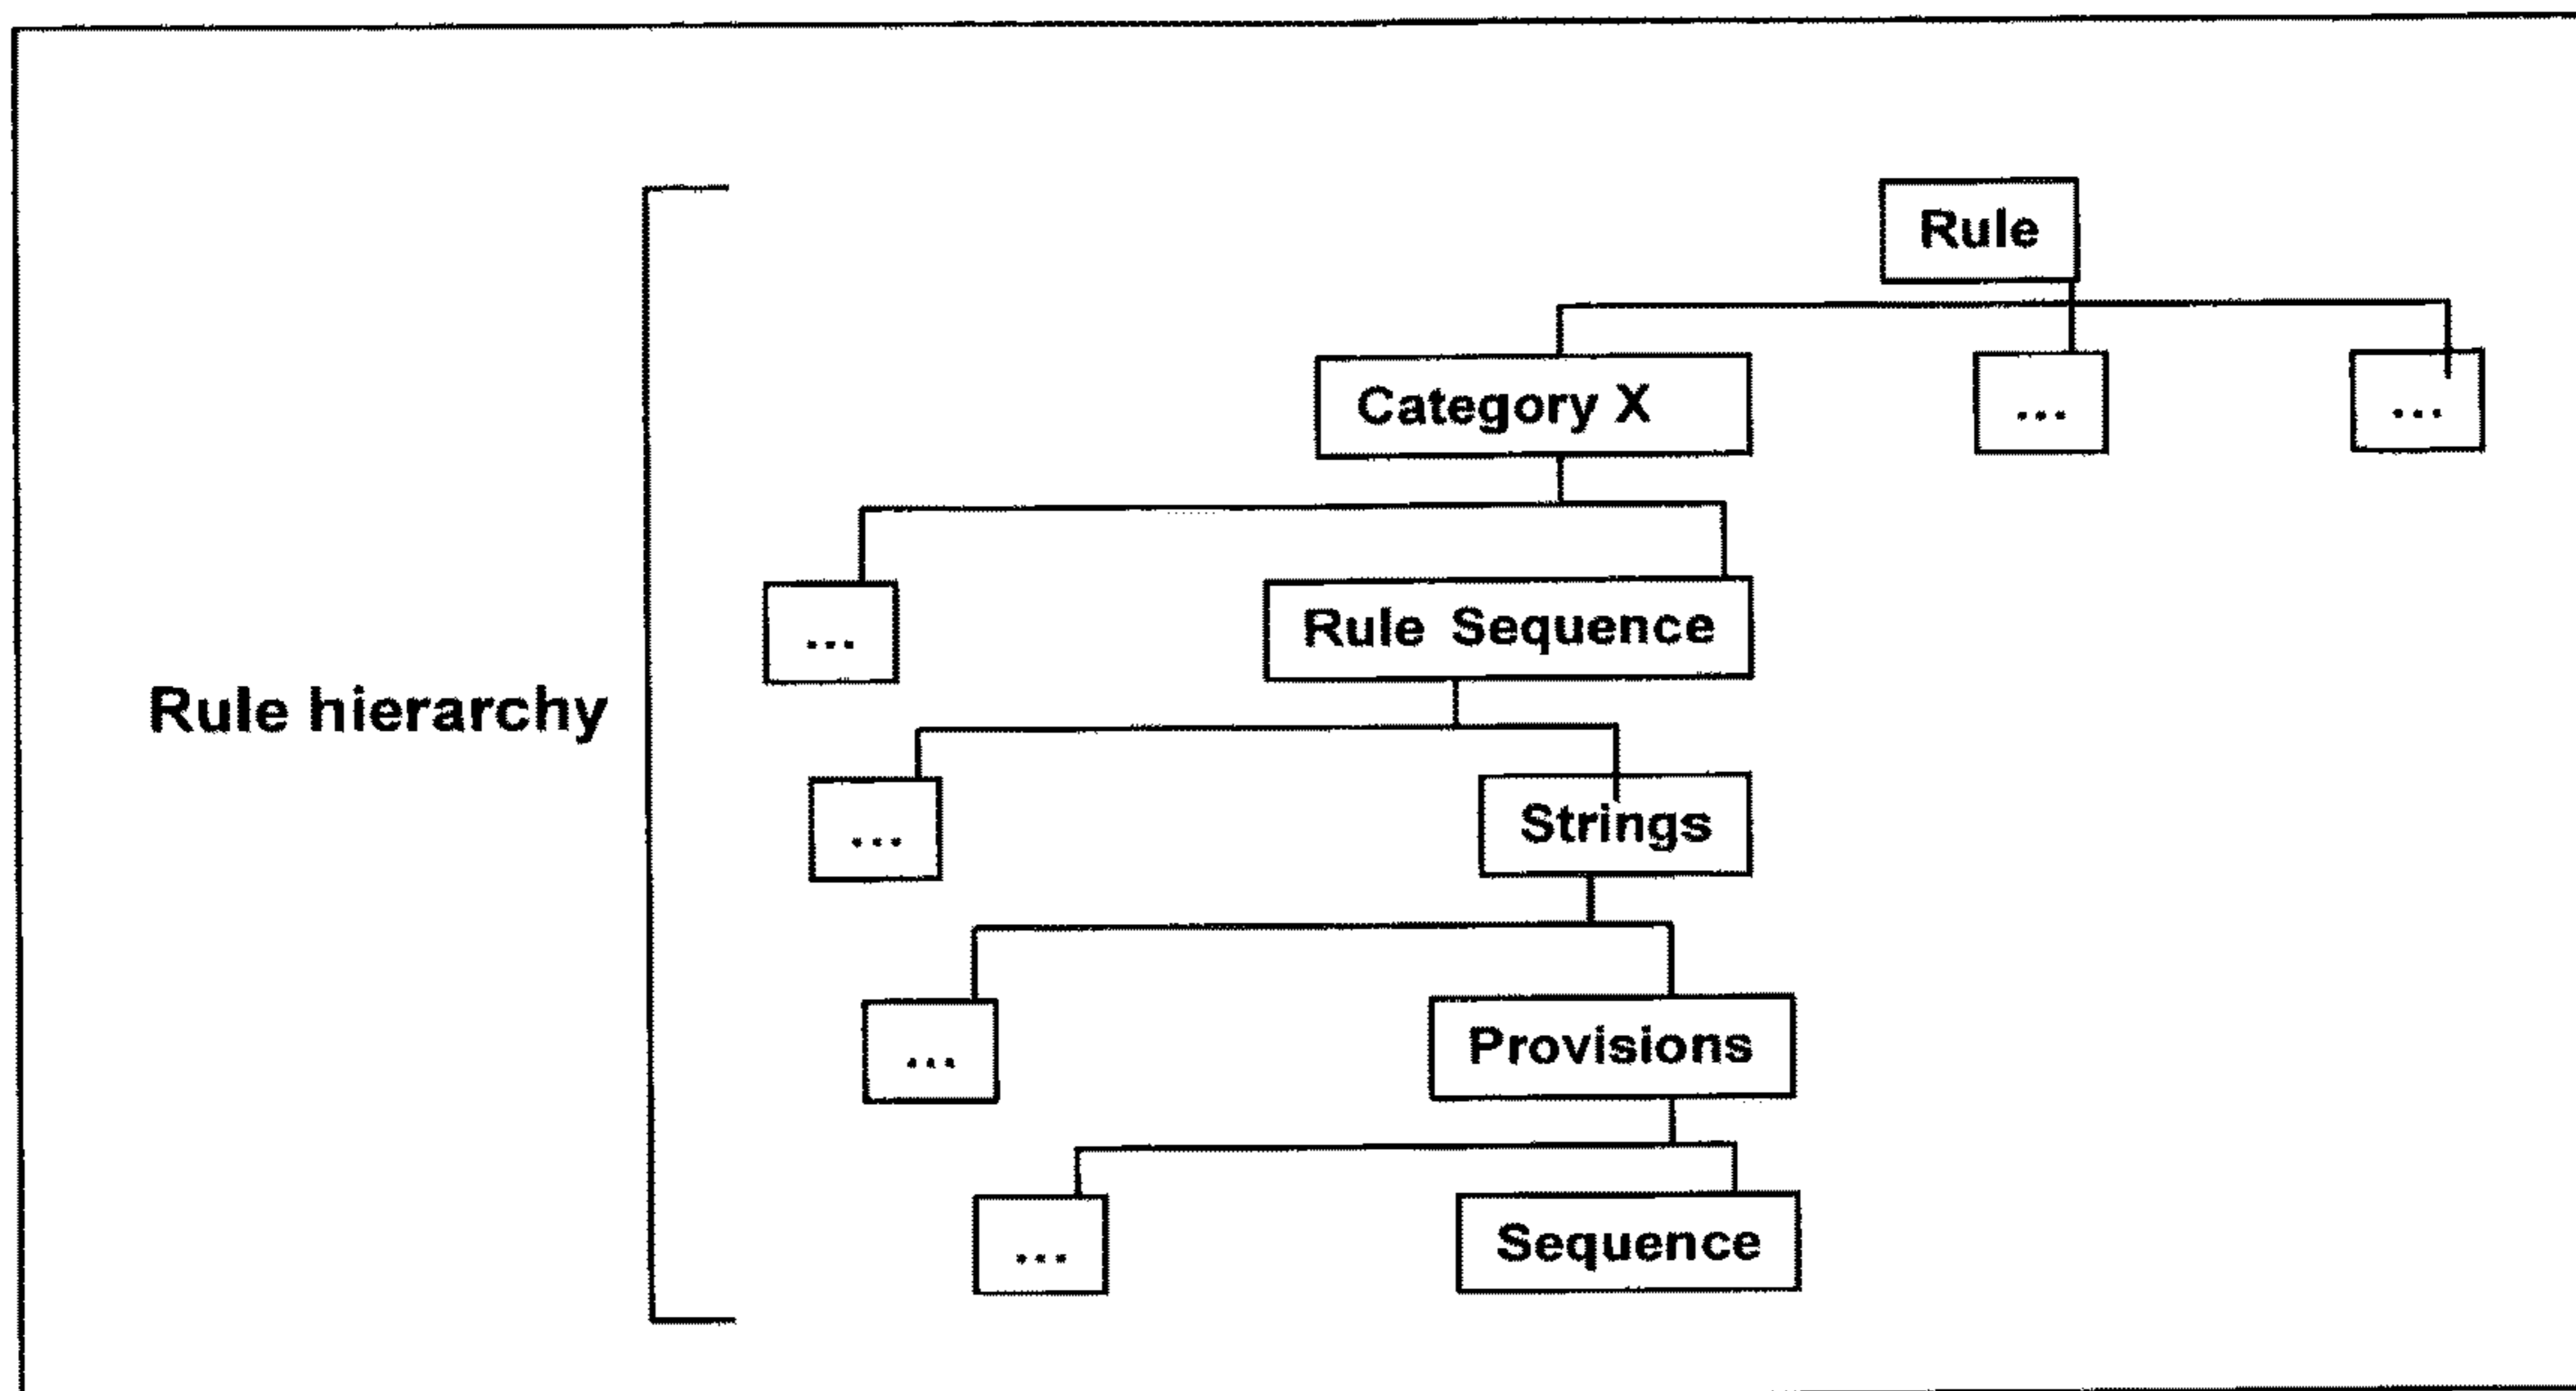 Rule
Category X
...
...
...
Rule Sequence
Rule hierarchy
...
Strings
...
Provisions
...
Sequence